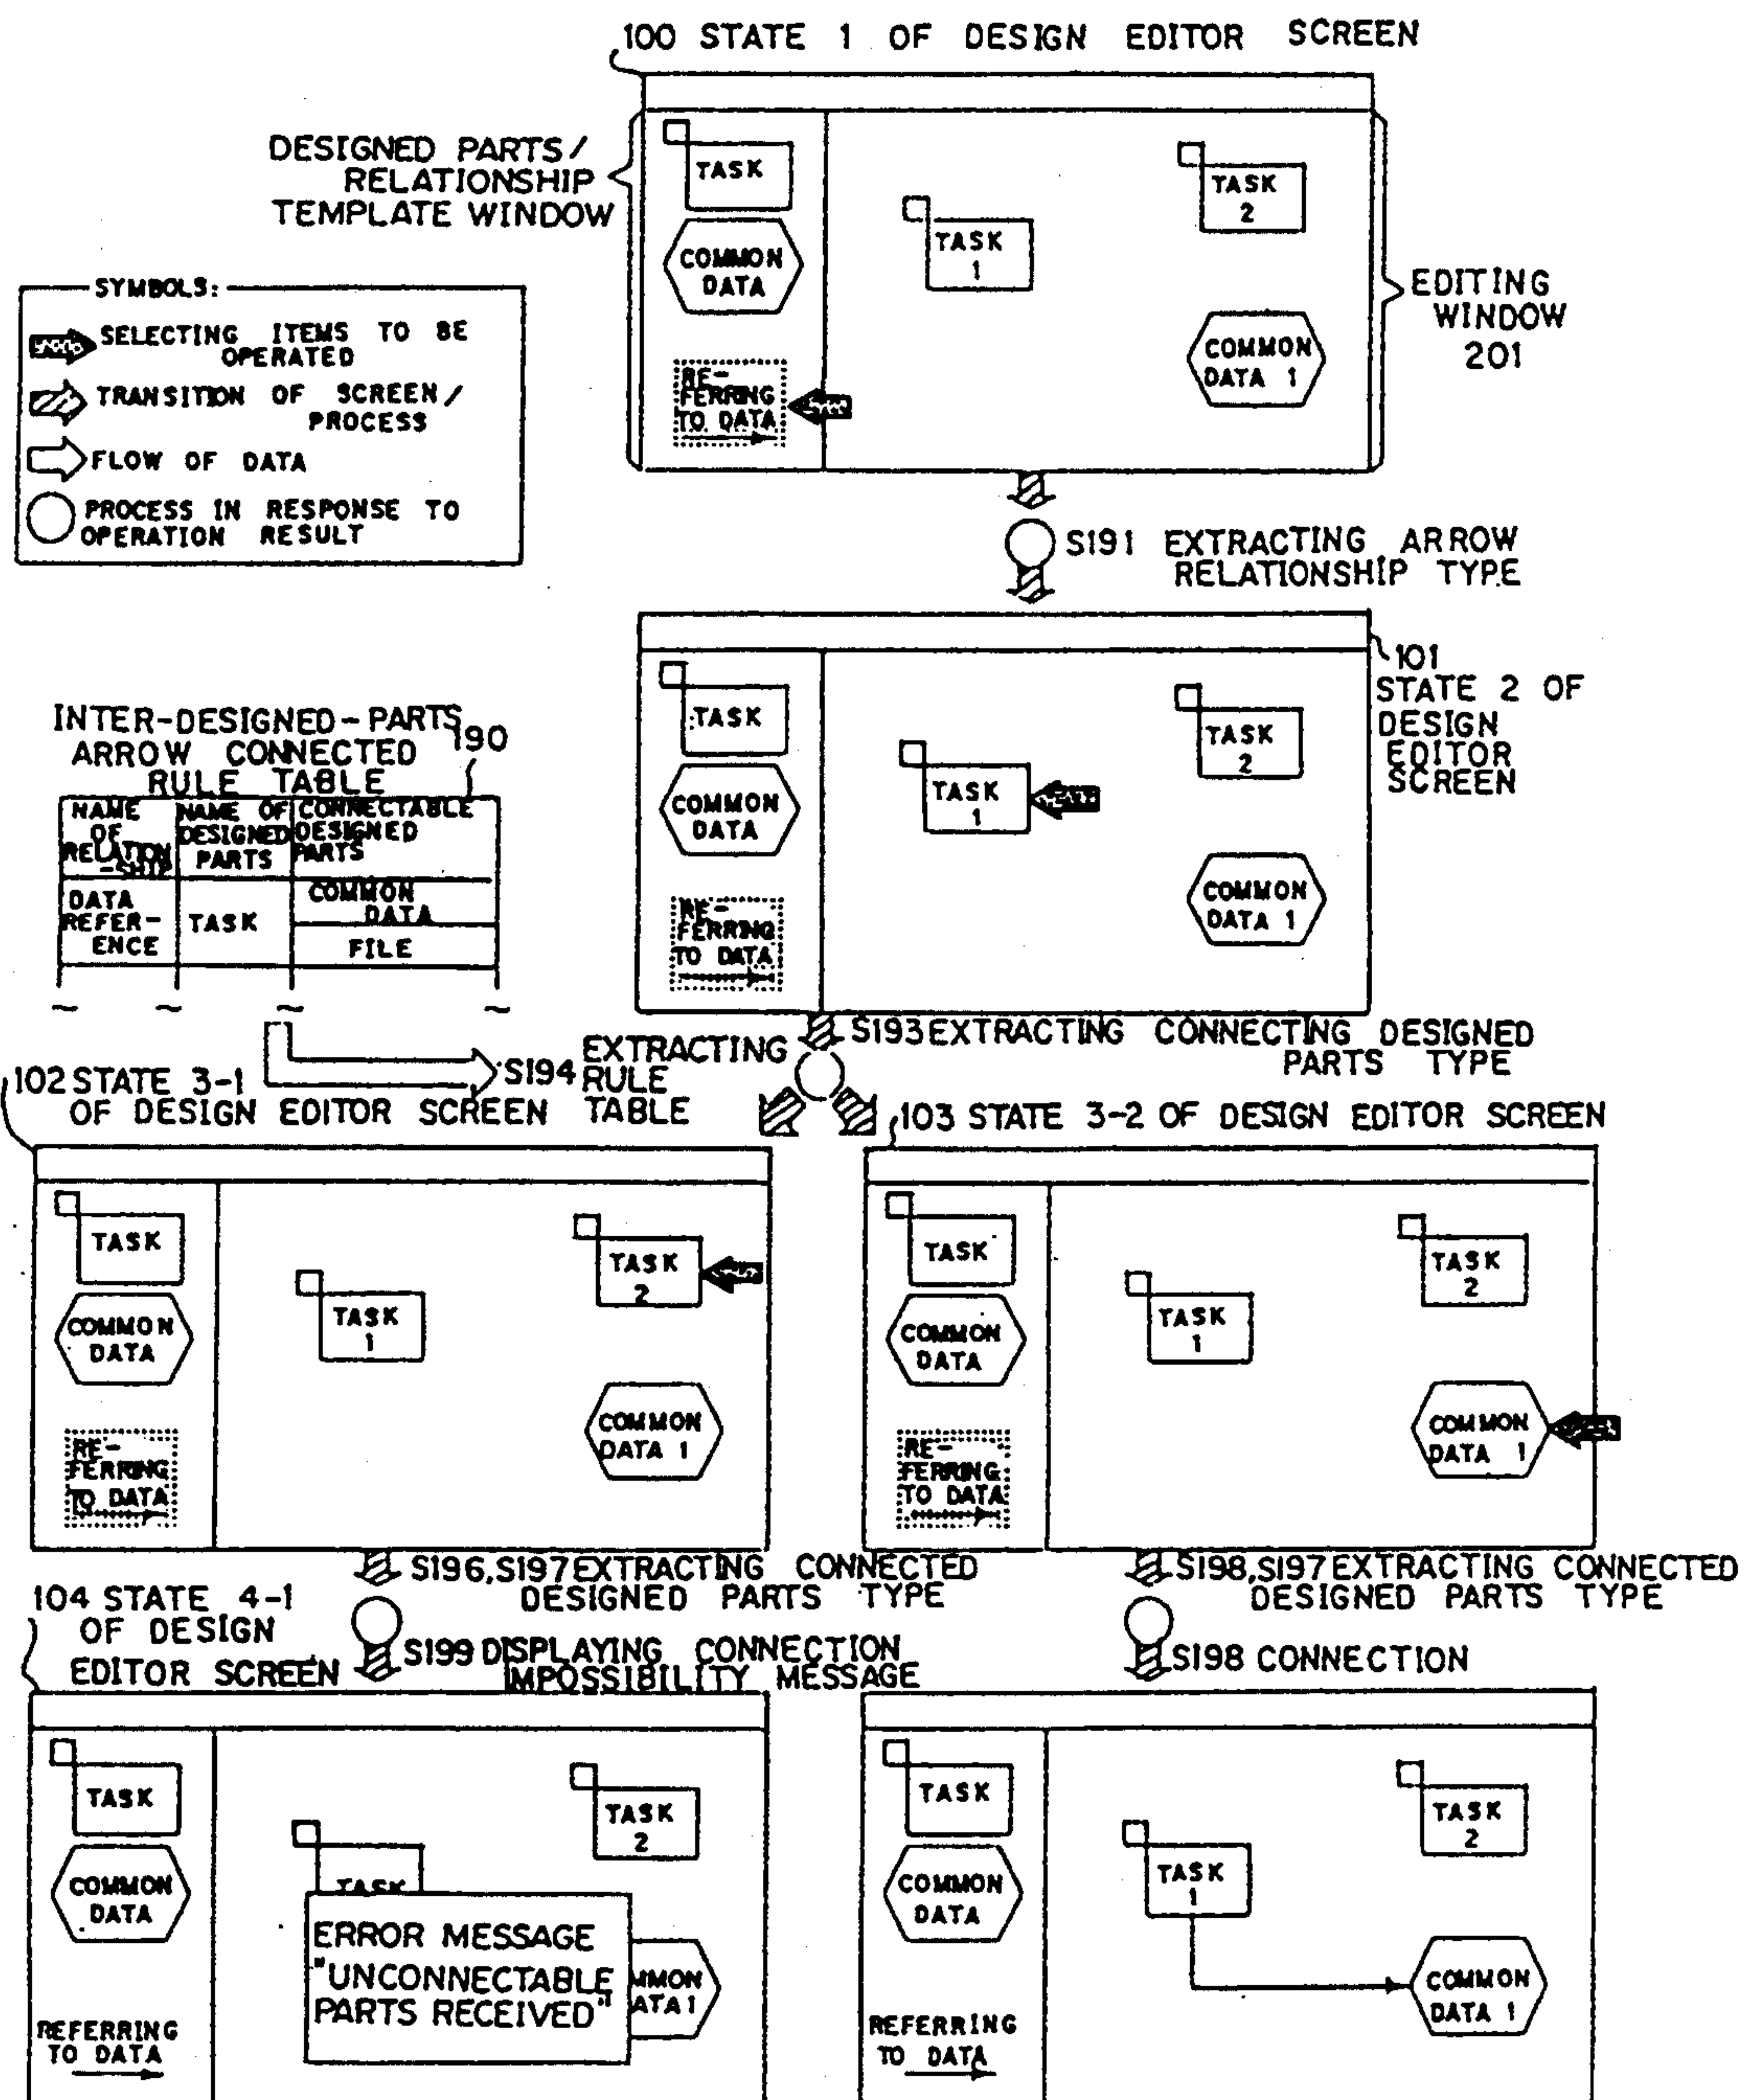 100 STATE 1 OF DESIGN EDITOR SCREEN
DESIGNED PARTS/
RELATIONSHIP
TEMPLATE WINDOW
TASK
COMMON
DATA
RE-
FERRING
TO DATA
TASK
1
TASK
2
COMMON
DATA 1
EDITING
WINDOW
201
SYMBOLS:
SELECTING ITEMS TO BE
OPERATED
TRANSITION OF SCREEN/
PROCESS
FLOW OF DATA
PROCESS IN RESPONSE TO
OPERATION RESULT
S191 EXTRACTING ARROW
RELATIONSHIP TYPE
101
STATE 2 OF
DESIGN
EDITOR
SCREEN
TASK
COMMON
DATA
RE-
FERRING
TO DATA
TASK
1
TASK
2
COMMON
DATA 1
INTER-DESIGNED-PARTS
ARROW CONNECTED
RULE TABLE
190
NAME
OF
RELATION
-SHIP
NAME OF
DESIGNED
PARTS
CONNECTABLE
DESIGNED
PARTS
DATA
REFER-
ENCE
TASK
COMMON
DATA
FILE
S193 EXTRACTING CONNECTING DESIGNED
PARTS TYPE
S194 EXTRACTING
RULE
TABLE
102 STATE 3-1
OF DESIGN EDITOR SCREEN
TASK
COMMON
DATA
RE-
FERRING
TO DATA
TASK
1
TASK
2
COMMON
DATA 1
103 STATE 3-2 OF DESIGN EDITOR SCREEN
TASK
COMMON
DATA
RE-
FERRING
TO DATA
TASK
1
TASK
2
COMMON
DATA 1
S196,S197 EXTRACTING CONNECTED
DESIGNED PARTS TYPE
S198,S197 EXTRACTING CONNECTED
DESIGNED PARTS TYPE
104 STATE 4-1
OF DESIGN
EDITOR SCREEN
S199 DISPLAYING CONNECTION
IMPOSSIBILITY MESSAGE
S198 CONNECTION
TASK
COMMON
DATA
REFERRING
TO DATA
TASK
TASK
2
ERROR MESSAGE
"UNCONNECTABLE
PARTS RECEIVED"
MMON
ATA 1
TASK
COMMON
DATA
REFERRING
TO DATA
TASK
1
TASK
2
COMMON
DATA 1